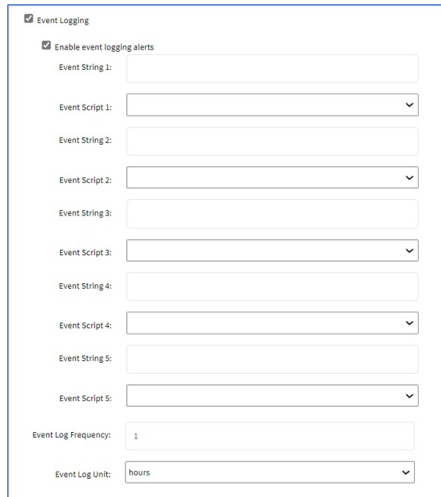 Event Logging
Enable event logging alerts
Event String 1:
Event Script 1:
Event String 2:
Event Script 2:
Event String 3:
Event Script 3:
Event String 4:
Event Script 4:
Event String 5:
Event Script 5:
Event Log Frequency: 1
Event Log Unit: hours